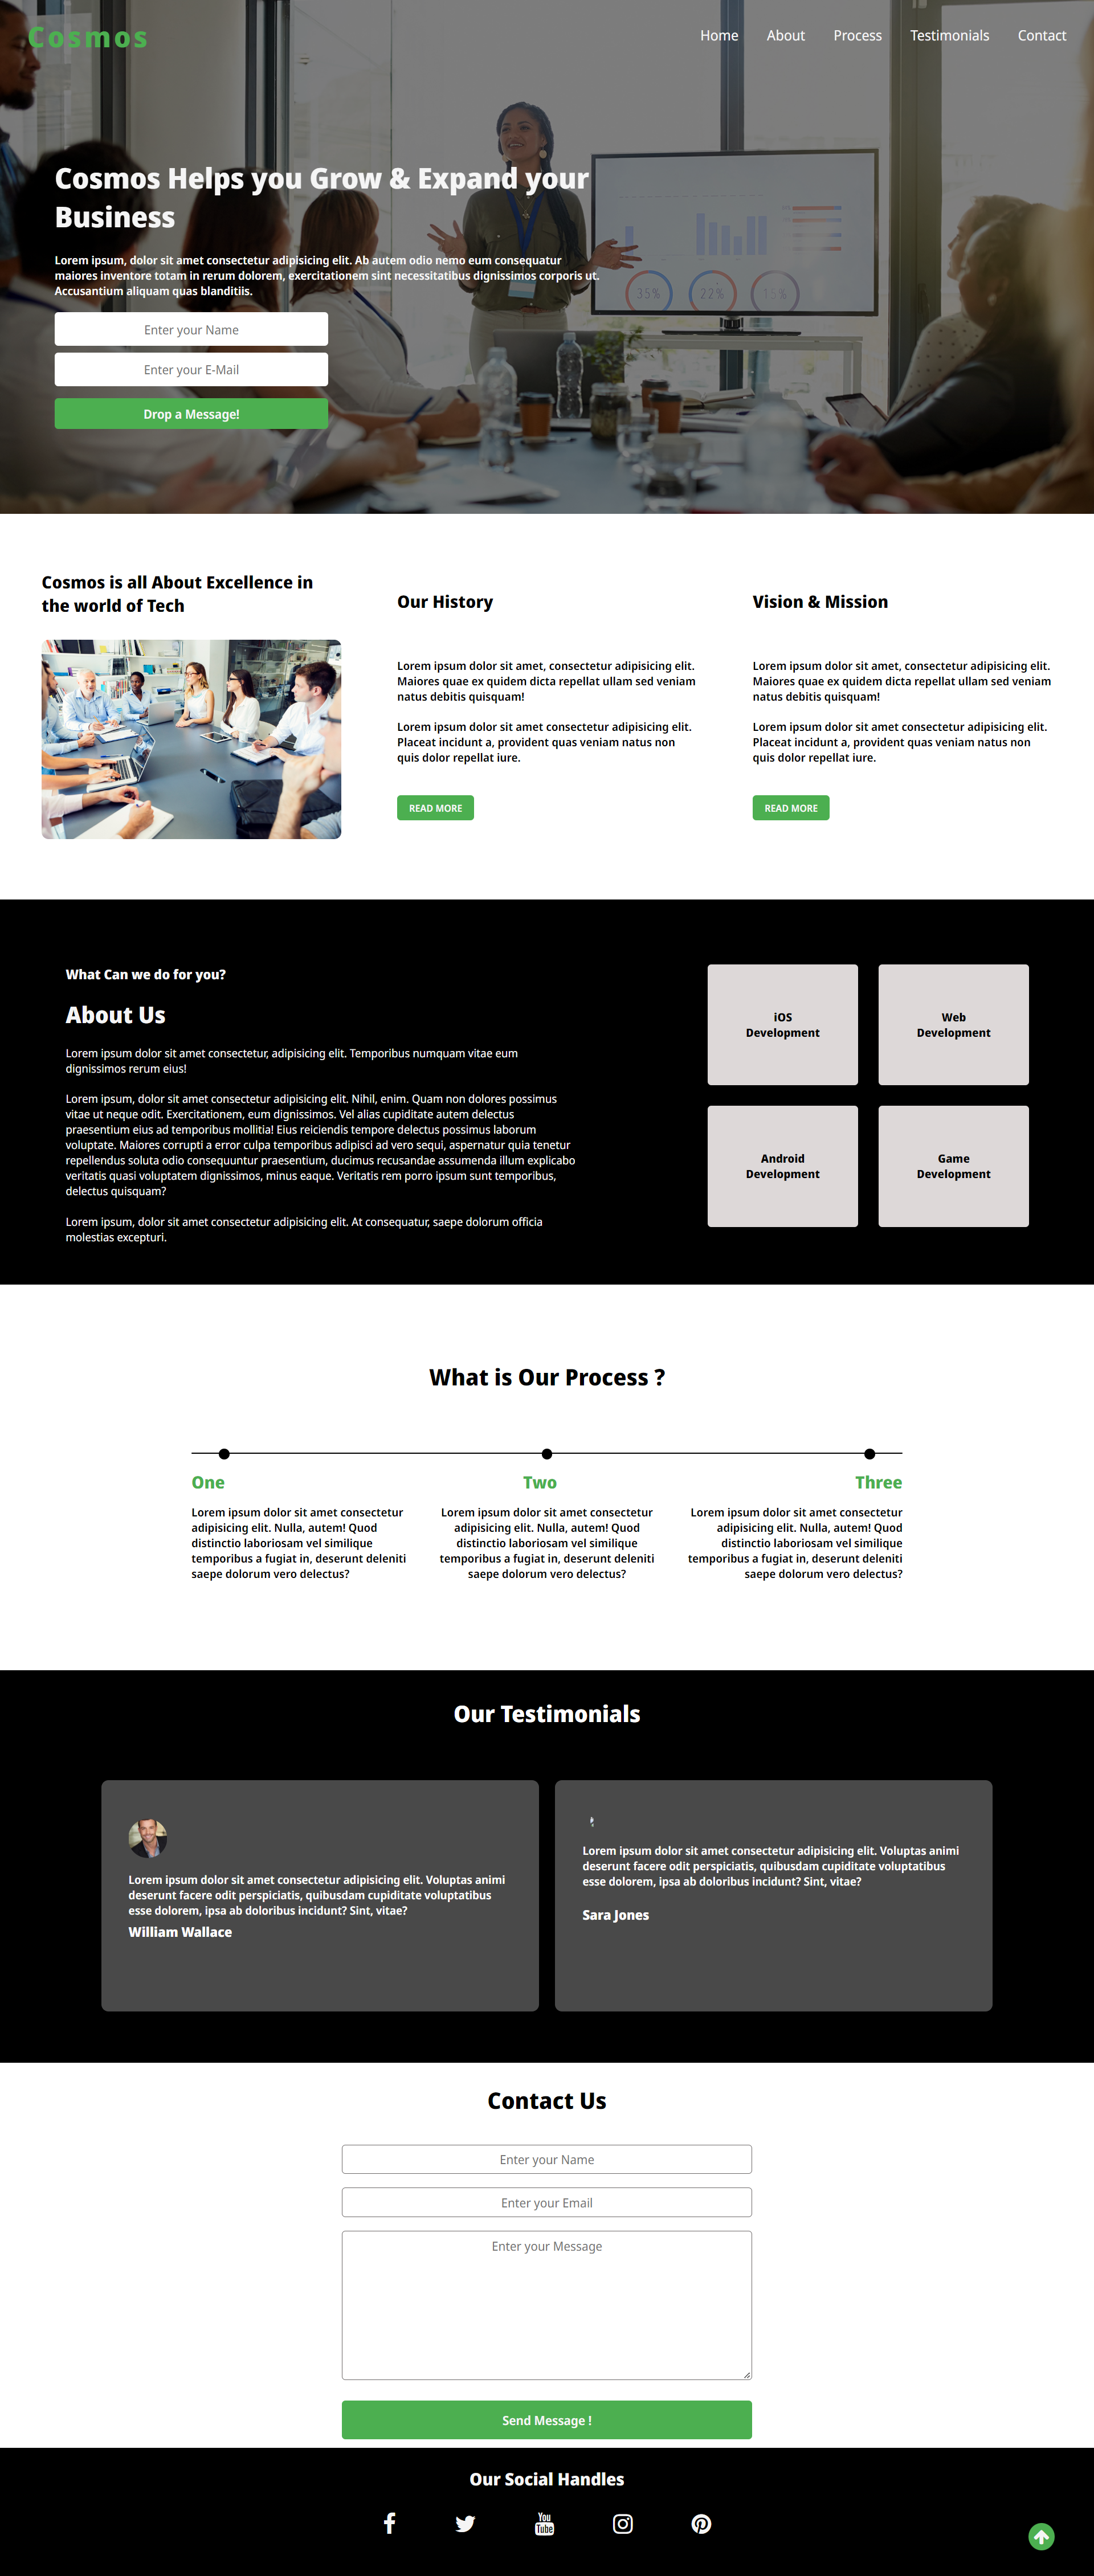 Cosmos
Home About Process Testimonials Contact
Cosmos Helps you Grow & Expand your
Business
Lorem ipsum, dolor sit amet consectetur adipisicing elit. Ab autem odio nemo eum consequatur
maiores inventore totam in rerum dolorem, exercitationem sint necessitatibus dignissimos corporis ut.
Accusantium aliquam quas blanditiis.
35% 22% 15%
Enter your Name
Enter your E-Mail
Drop a Message!
Cosmos is all About Excellence in
the world of Tech
Our History
Lorem ipsum dolor sit amet, consectetur adipisicing elit.
Maiores quae ex quidem dicta repellat ullam sed veniam
natus debitis quisquam!
Lorem ipsum dolor sit amet consectetur adipisicing elit.
Placeat incidunt a, provident quas veniam natus non
quis dolor repellat iure.
READ MORE
Vision & Mission
Lorem ipsum dolor sit amet, consectetur adipisicing elit.
Maiores quae ex quidem dicta repellat ullam sed veniam
natus debitis quisquam!
Lorem ipsum dolor sit amet consectetur adipisicing elit.
Placeat incidunt a, provident quas veniam natus non
quis dolor repellat iure.
READ MORE
What Can we do for you?
About Us
Lorem ipsum dolor sit amet consectetur, adipisicing elit. Temporibus numquam vitae eum
dignissimos rerum eius!
Lorem ipsum, dolor sit amet consectetur adipisicing elit. Nihil, enim. Quam non dolores possimus
vitae ut neque odit. Exercitationem, eum dignissimos. Vel alias cupiditate autem delectus
praesentium eius ad temporibus mollitia! Eius reiciendis tempore delectus possimus laborum
voluptate. Maiores corrupti a error culpa temporibus adipisci ad vero sequi, aspernatur quia tenetur
repellendus soluta odio consequuntur praesentium, ducimus recusandae assumenda illum explicabo
veritatis quasi voluptatem dignissimos, minus eaque. Veritatis rem porro ipsum sunt temporibus,
delectus quisquam?
Lorem ipsum, dolor sit amet consectetur adipisicing elit. At consequatur, saepe dolorum officia
molestias excepturi.
iOS
Development
Web
Development
Android
Development
Game
Development
What is Our Process ?
One
Lorem ipsum dolor sit amet consectetur
adipisicing elit. Nulla, autem! Quod
distinctio laboriosam vel similique
temporibus a fugiat in, deserunt deleniti
saepe dolorum vero delectus?
Two
Lorem ipsum dolor sit amet consectetur
adipisicing elit. Nulla, autem! Quod
distinctio laboriosam vel similique
temporibus a fugiat in, deserunt deleniti
saepe dolorum vero delectus?
Three
Lorem ipsum dolor sit amet consectetur
adipisicing elit. Nulla, autem! Quod
distinctio laboriosam vel similique
temporibus a fugiat in, deserunt deleniti
saepe dolorum vero delectus?
Our Testimonials
Lorem ipsum dolor sit amet consectetur adipisicing elit. Voluptas animi
deserunt facere odit perspiciatis, quibusdam cupiditate voluptatibus
esse dolorem, ipsa ab doloribus incidunt? Sint, vitae?
William Wallace
Lorem ipsum dolor sit amet consectetur adipisicing elit. Voluptas animi
deserunt facere odit perspiciatis, quibusdam cupiditate voluptatibus
esse dolorem, ipsa ab doloribus incidunt? Sint, vitae?
Sara Jones
Contact Us
Enter your Name
Enter your Email
Enter your Message
Send Message !
Our Social Handles
You
Tube